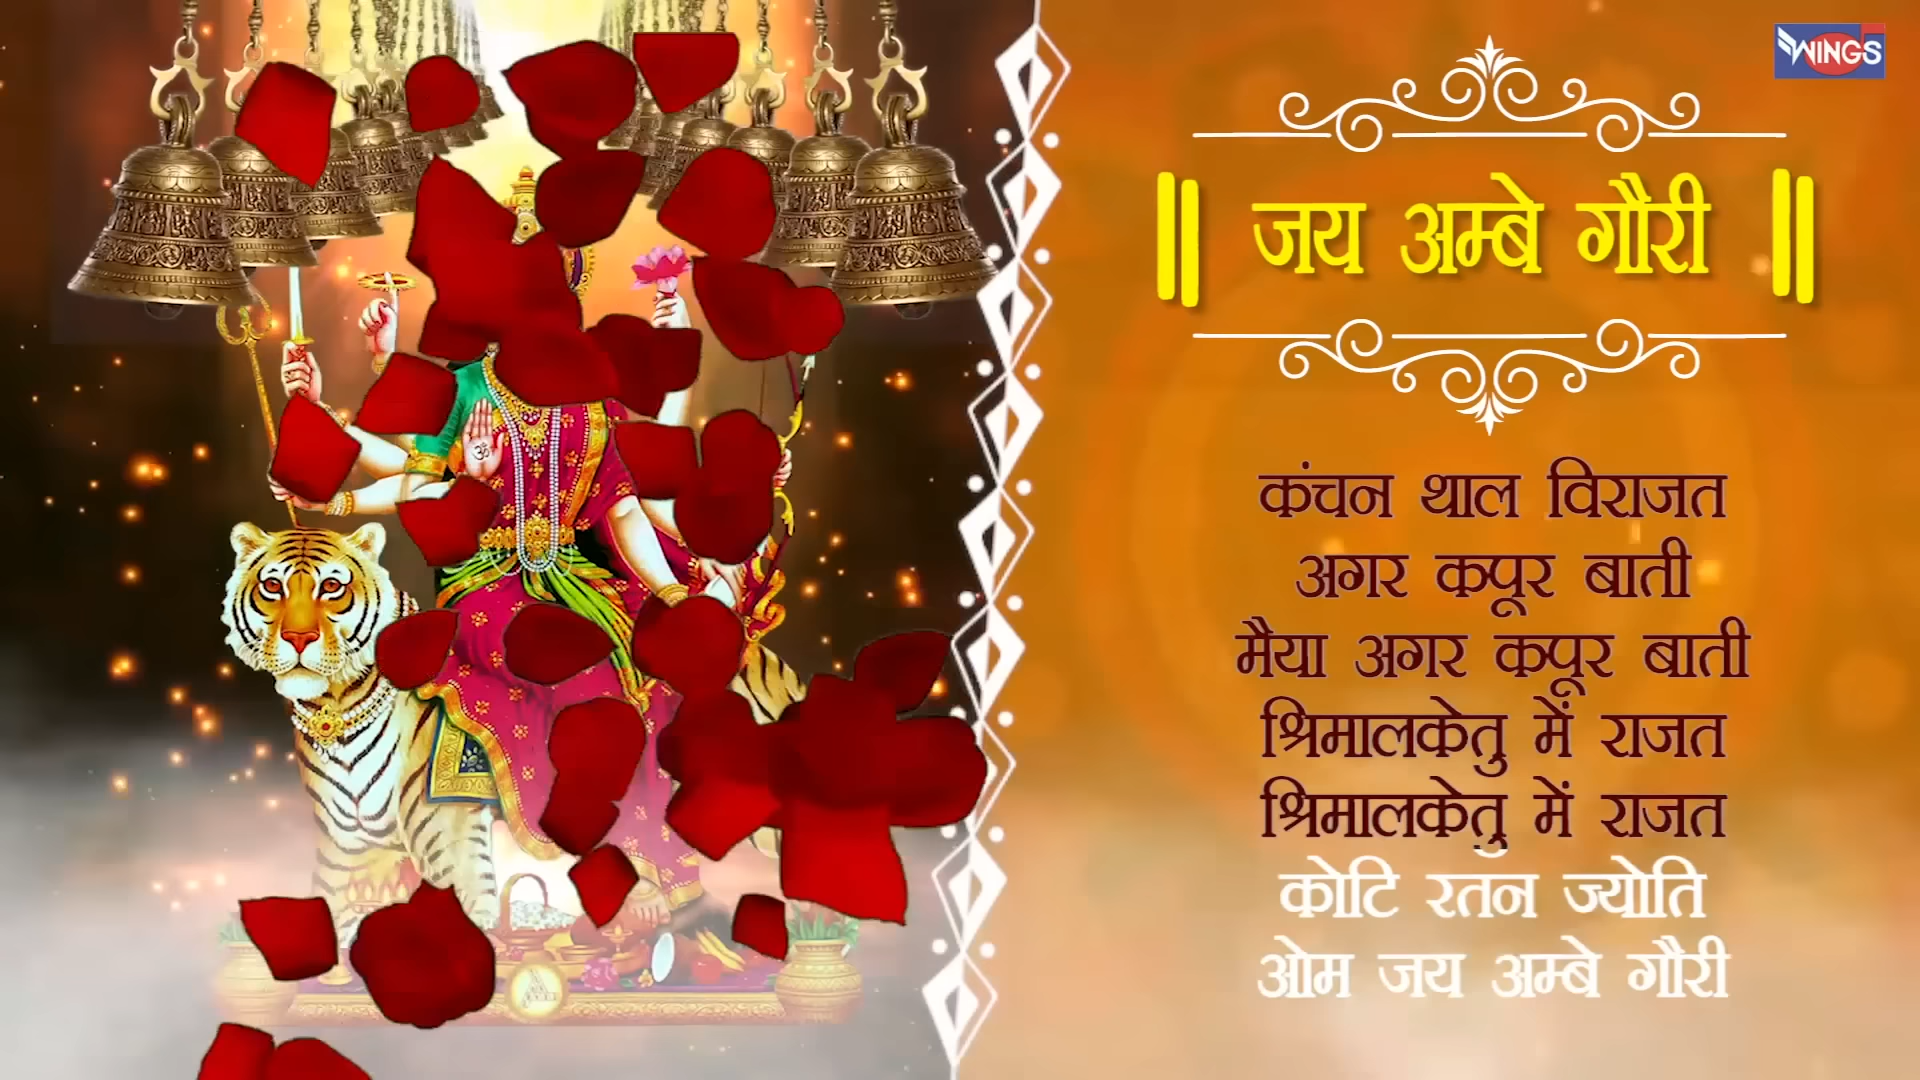 WINGS
|| जय अम्बे गौरी ||
कंचन थाल विराजत
अगर कपूर बाती
मैया अगर कपूर बाती
श्रिमालकेतु में राजत
श्रिमालकेतु में राजत
कोटि रतन ज्योति
ओम जय अम्बे गौरी
ॐ